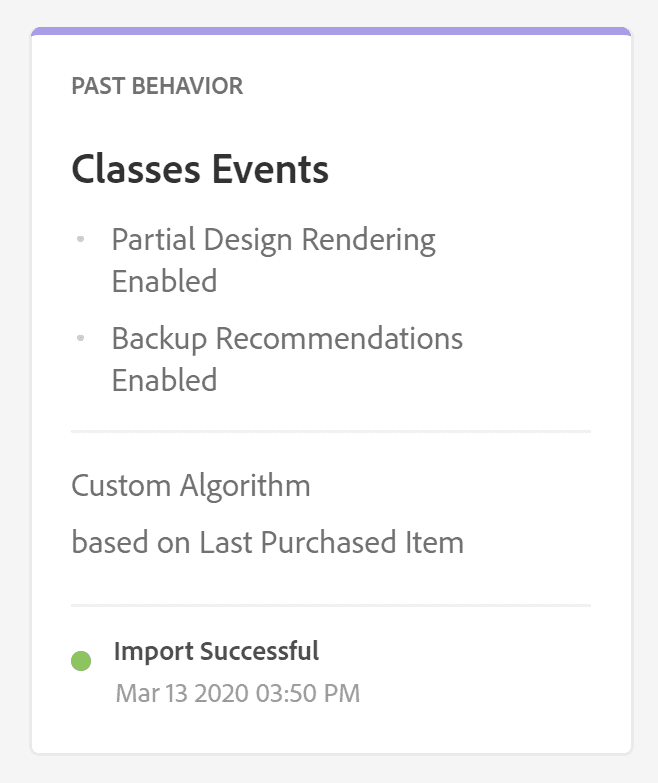 PAST BEHAVIOR
Classes Events
Partial Design Rendering
Enabled
Backup Recommendations
Enabled
Custom Algorithm
based on Last Purchased Item
Import Successful
Mar 13 2020 03:50 PM